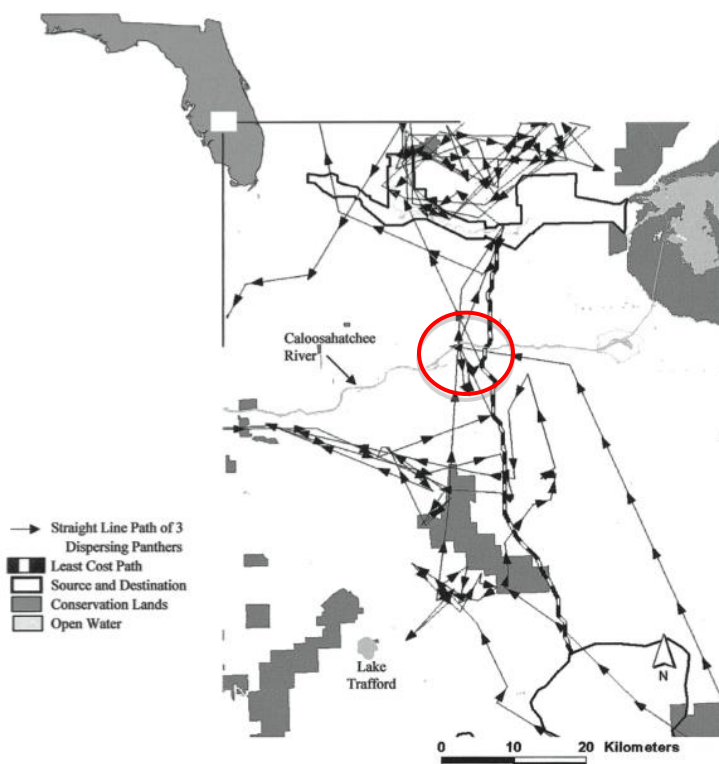 Caloosahatchee
River
Straight Line Path of 3
Dispersing Panthers
Least Cost Path
Source and Destination
Conservation Lands
Open Water
Lake
Trafford
N
0 10 20 Kilometers